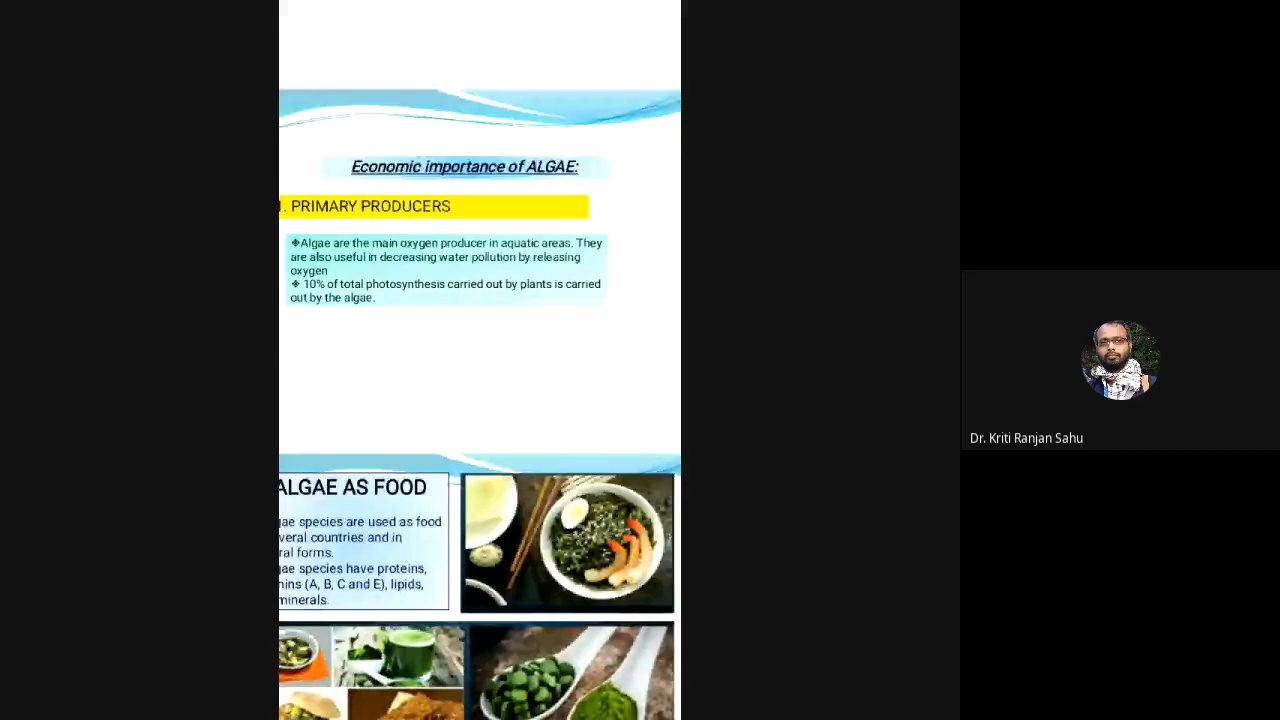 Economic importance of ALGAE:
1. PRIMARY PRODUCERS
❖Algae are the main oxygen producer in aquatic areas. They
are also useful in decreasing water pollution by releasing
oxygen
❖ 10% of total photosynthesis carried out by plants is carried
out by the algae.
ALGAE AS FOOD
gae species are used as food
veral countries and in
ral forms.
gae species have proteins,
mins (A, B, C and E), lipids,
minerals.
Dr. Kriti Ranjan Sahu